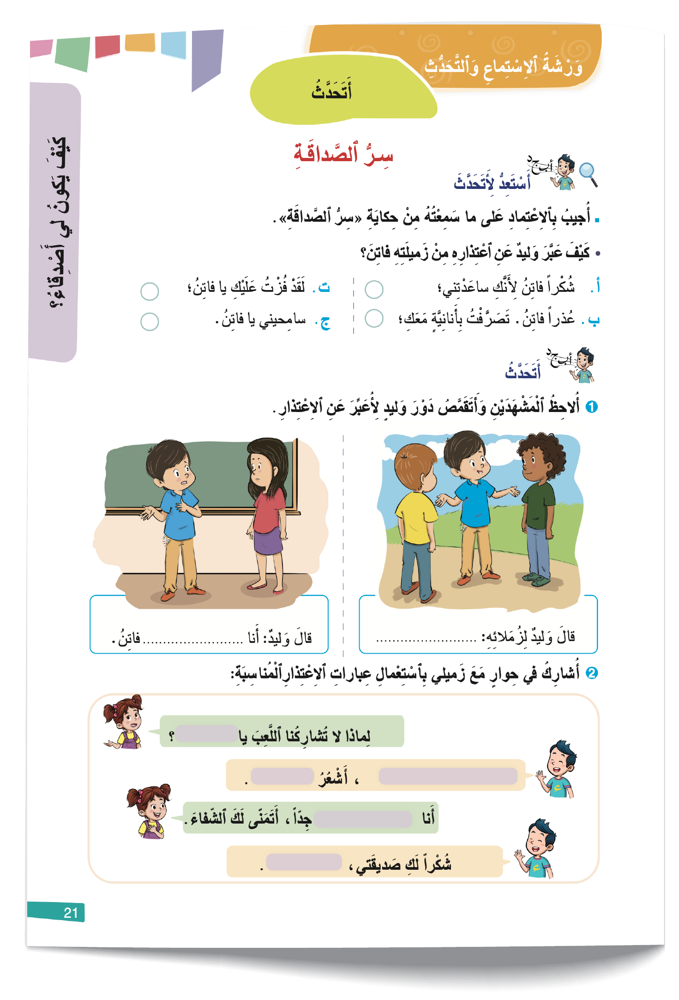 وَرْشَةُ ٱلِاسْتِماعِ وَٱلتَّحَدُّثِ
أَتَحَدَّثُ
كَيْفَ يَكونُ لي أَصْدِقاءُ؟
سِرُّ ٱلصَّداقَةِ
أ ب ج د
أَسْتَعِدُّ لِأَتَحَدَّثَ
▪ أُجيبُ بِٱلِاعْتِمادِ عَلى ما سَمِعْتُهُ مِنْ حِكايَةِ «سِرُّ ٱلصَّداقَةِ».
• كَيْفَ عَبَّرَ وَليدٌ عَنِ ٱعْتِذارِهِ مِنْ زَميلَتِهِ فاتِنَ؟
أ. شُكْراً فاتِنُ لِأَنَّكِ ساعَدْتِني؛
ت. لَقَدْ فُزْتُ عَلَيْكِ يا فاتِنُ؛
ب. عُذراً فاتِنُ. تَصَرَّفْتُ بِأَنانِيَّةٍ مَعَكِ؛
ج. سامِحيني يا فاتِنُ.
أ ب ج د
أَتَحَدَّثُ
1 أُلاحِظُ ٱلْمَشْهَدَيْنِ وَأَتَقَمَّصُ دَوْرَ وَليدٍ لِأُعَبِّرَ عَنِ ٱلِاعْتِذارِ.
قالَ وَليدٌ لِزُمَلائِهِ: .........................
قالَ وَليدٌ: أَنا ......................... فاتِنُ.
2 أُشارِكُ في حِوارٍ مَعَ زَميلي بِٱسْتِعْمالِ عِباراتِ ٱلِاعْتِذارِ ٱلْمُناسِبَةِ:
لِماذا لا تُشارِكُنا ٱللَّعِبَ يا ؟
، أَشْعُرُ .
أَنا جِدّاً، أَتَمَنّى لَكَ ٱلشِّفاءَ.
شُكْراً لَكِ صَديقَتي، .
21